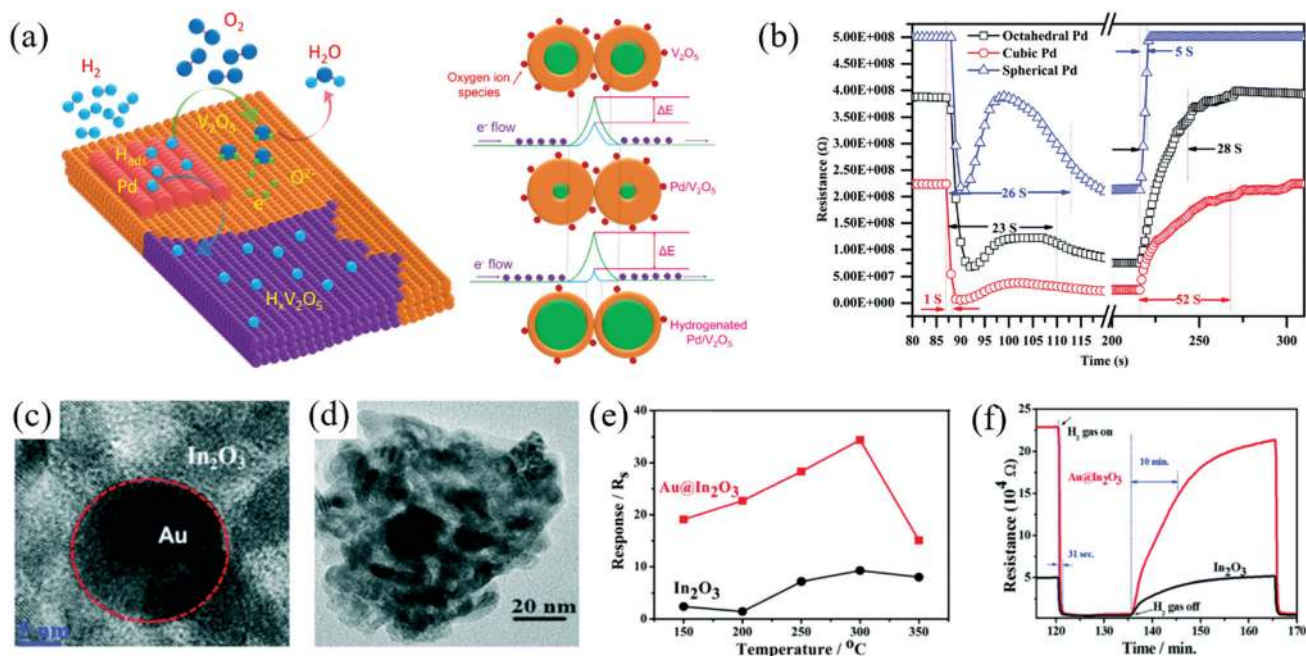 (a)
H₂
O₂
H₂O
V₂O₅
H_ads
Pd
O²⁻
e⁻
HₓV₂O₅
Oxygen ion
species
V₂O₅
ΔE
e⁻ flow
Pd/V₂O₅
ΔE
e⁻ flow
Hydrogenated
Pd/V₂O₅
(b)
Resistance (Ω)
5.00E+008
4.50E+008
4.00E+008
3.50E+008
3.00E+008
2.50E+008
2.00E+008
1.50E+008
1.00E+008
5.00E+007
0.00E+000
Octahedral Pd
Cubic Pd
Spherical Pd
5 S
28 S
26 S
23 S
1 S
52 S
80 85 90 95 100 105 110 115 200 250 300
Time (s)
(c)
In₂O₃
Au
5 nm
(d)
20 nm
(e)
Response / Rₛ
40
30
20
10
0
Au@In₂O₃
In₂O₃
150 200 250 300 350
Temperature / °C
(f)
Resistance (10⁴ Ω)
25
20
15
10
5
H₂ gas on
10 min.
Au@In₂O₃
31 sec.
In₂O₃
H₂ gas off
120 130 140 150 160 170
Time / min.